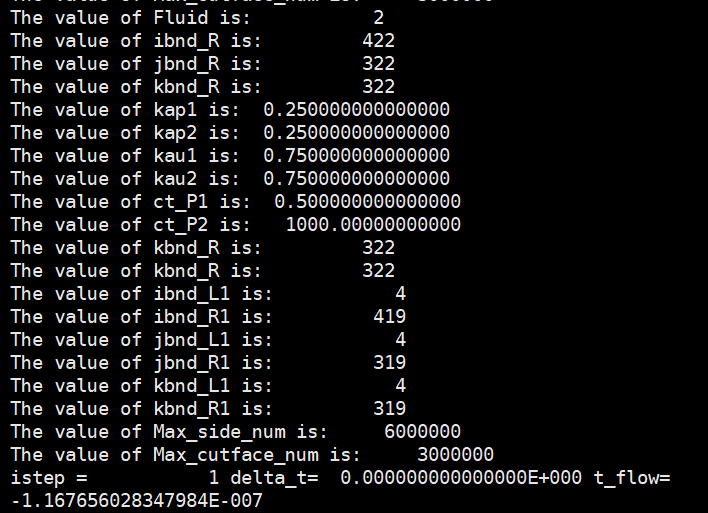 The value of Max_cutface_num is: 3000000
The value of Fluid is: 2
The value of ibnd_R is: 422
The value of jbnd_R is: 322
The value of kbnd_R is: 322
The value of kap1 is: 0.250000000000000
The value of kap2 is: 0.250000000000000
The value of kau1 is: 0.750000000000000
The value of kau2 is: 0.750000000000000
The value of ct_P1 is: 0.500000000000000
The value of ct_P2 is: 1000.00000000000
The value of kbnd_R is: 322
The value of kbnd_R is: 322
The value of ibnd_L1 is: 4
The value of ibnd_R1 is: 419
The value of jbnd_L1 is: 4
The value of jbnd_R1 is: 319
The value of kbnd_L1 is: 4
The value of kbnd_R1 is: 319
The value of Max_side_num is: 6000000
The value of Max_cutface_num is: 3000000
istep = 1 delta_t= 0.000000000000000E+000 t_flow=
-1.167656028347984E-007